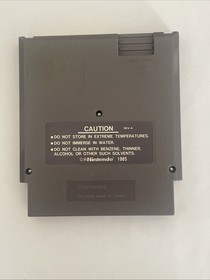 CAUTION REV-A
•DO NOT STORE IN EXTREME TEMPERATURES.
•DO NOT IMMERSE IN WATER.
•DO NOT CLEAN WITH BENZENE, THINNER,
ALCOHOL OR OTHER SUCH SOLVENTS.
©Nintendo 1985